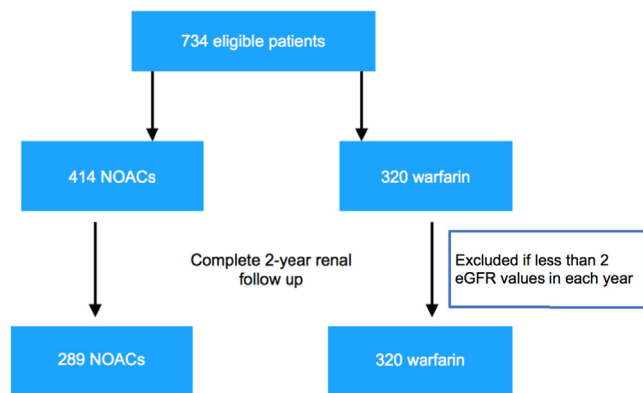 734 eligible patients
414 NOACs
320 warfarin
Complete 2-year renal
follow up
Excluded if less than 2
eGFR values in each year
289 NOACs
320 warfarin